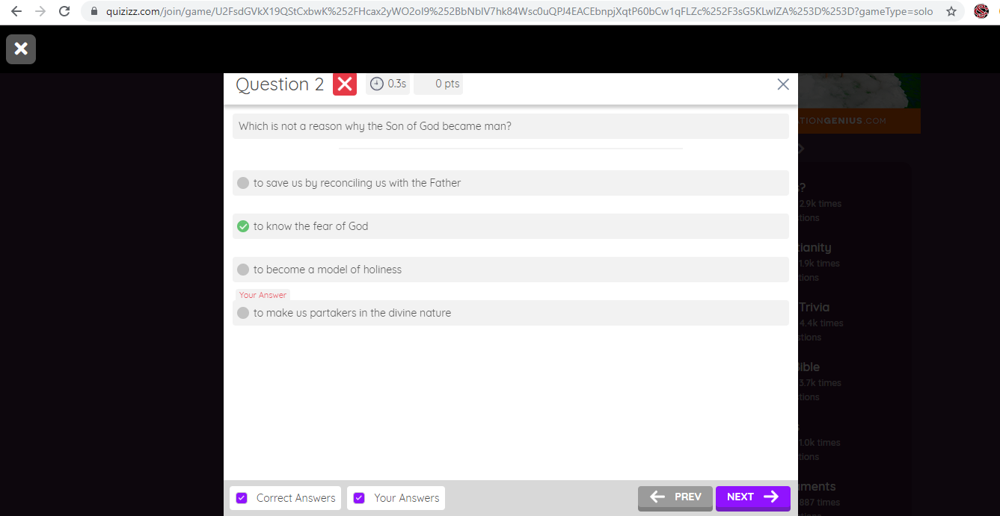 quizizz.com/join/game/U2FsdGVkX19QStCxbwK%252FHcax2yWO2oI9%252BbNbIV7hk84Wsc0uQPJ4EACEbnpjXqtP60bCw1qFLZc%252F3sG5KLwIZA%253D%253D?gameType=solo
Question 2
0.3s
0 pts
TIONGENIUS.COM
Which is not a reason why the Son of God became man?
to save us by reconciling us with the Father
?
2.9k times
stions
to know the fear of God
tianity
1.9k times
tions
to become a model of holiness
Your Answer
to make us partakers in the divine nature
Trivia
4.4k times
stions
ible
3.7k times
tions
1.0k times
tions
ments
887 times
Correct Answers
Your Answers
PREV
NEXT